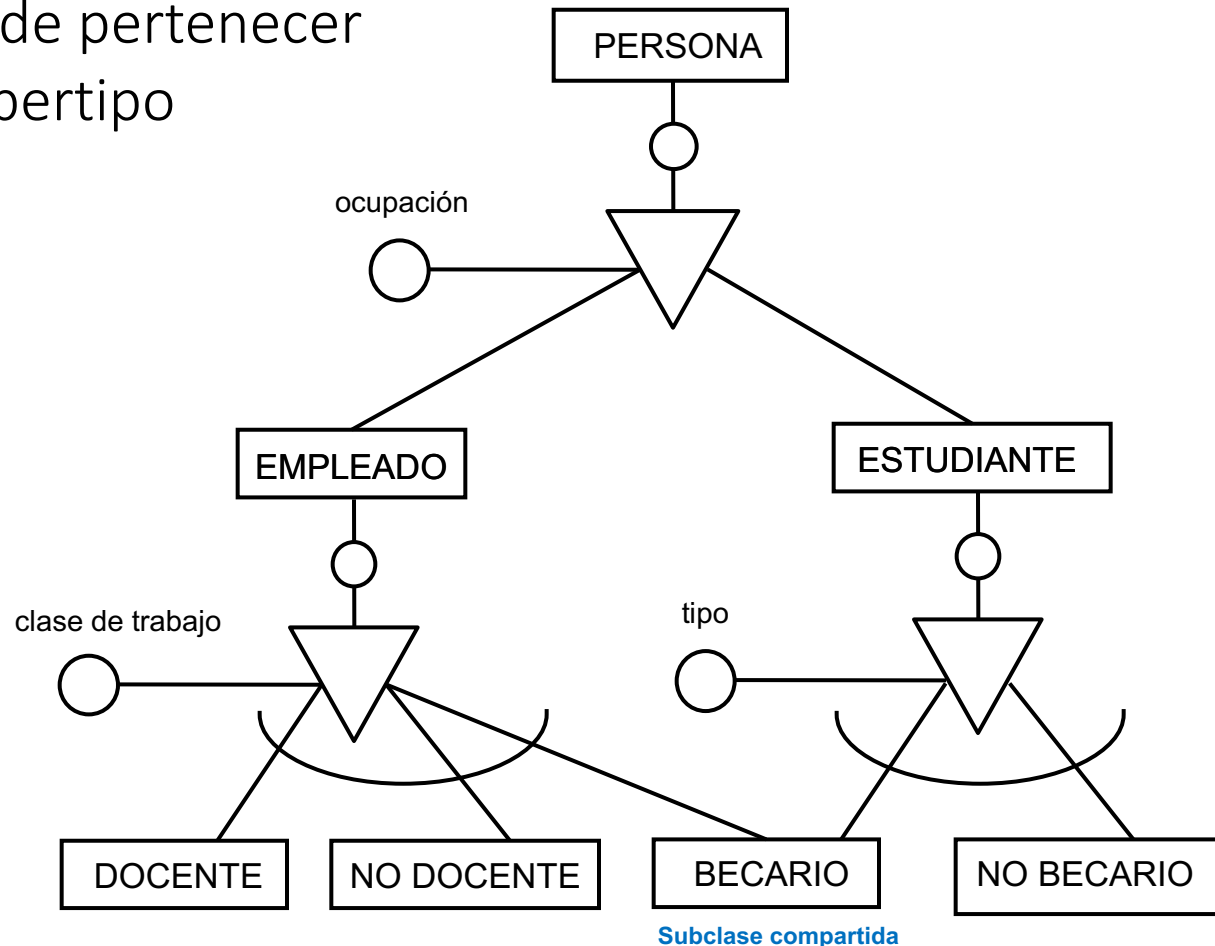 de pertenecer
pertipo
PERSONA
ocupación
EMPLEADO
ESTUDIANTE
clase de trabajo
tipo
DOCENTE
NO DOCENTE
BECARIO
NO BECARIO
Subclase compartida